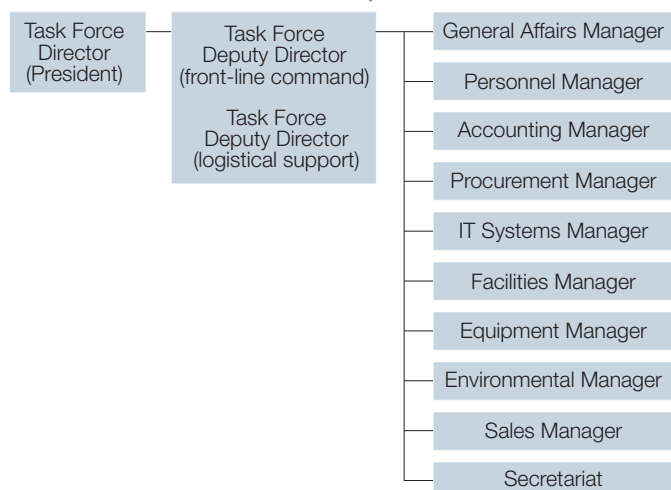 Task Force
Director
(President)
Task Force
Deputy Director
(front-line command)
Task Force
Deputy Director
(logistical support)
General Affairs Manager
Personnel Manager
Accounting Manager
Procurement Manager
IT Systems Manager
Facilities Manager
Equipment Manager
Environmental Manager
Sales Manager
Secretariat